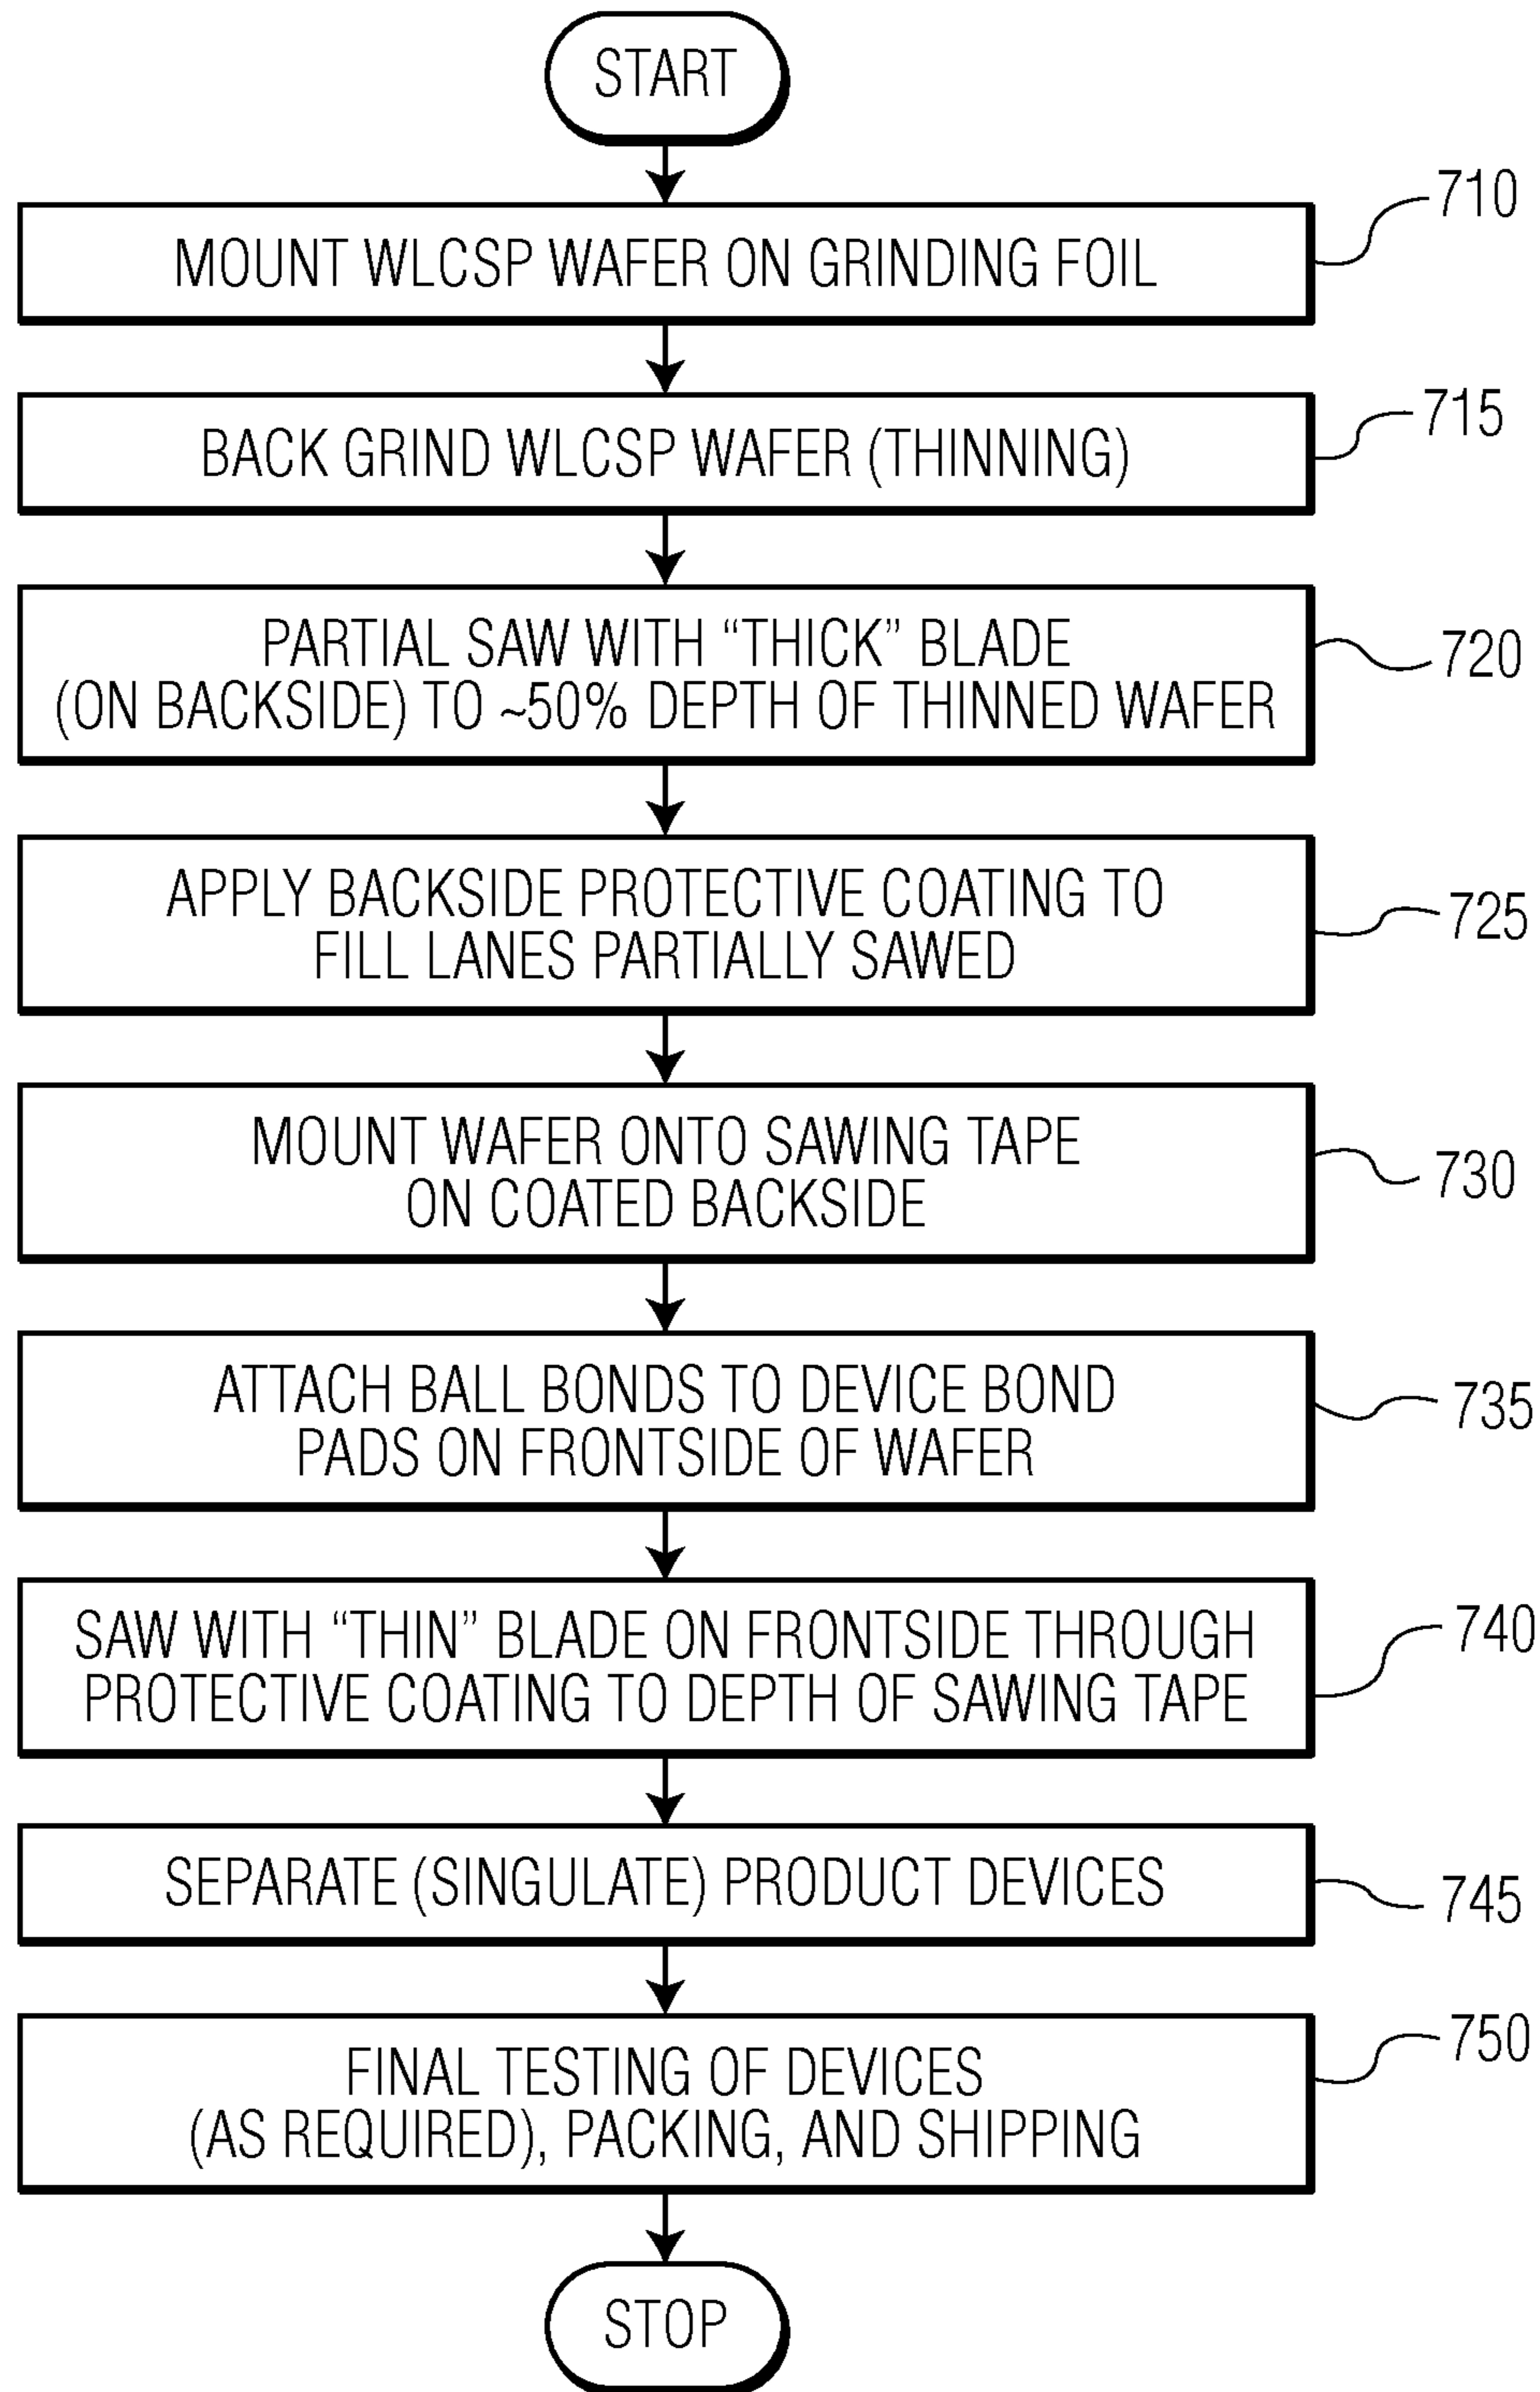 START
710
MOUNT WLCSP WAFER ON GRINDING FOIL
715
BACK GRIND WLCSP WAFER (THINNING)
PARTIAL SAW WITH “THICK” BLADE
720
(ON BACKSIDE) TO ~50% DEPTH OF THINNED WAFER
APPLY BACKSIDE PROTECTIVE COATING TO
725
FILL LANES PARTIALLY SAWED
MOUNT WAFER ONTO SAWING TAPE
730
ON COATED BACKSIDE
ATTACH BALL BONDS TO DEVICE BOND
735
PADS ON FRONTSIDE OF WAFER
SAW WITH “THIN” BLADE ON FRONTSIDE THROUGH
740
PROTECTIVE COATING TO DEPTH OF SAWING TAPE
SEPARATE (SINGULATE) PRODUCT DEVICES
745
750
FINAL TESTING OF DEVICES
(AS REQUIRED), PACKING, AND SHIPPING
STOP